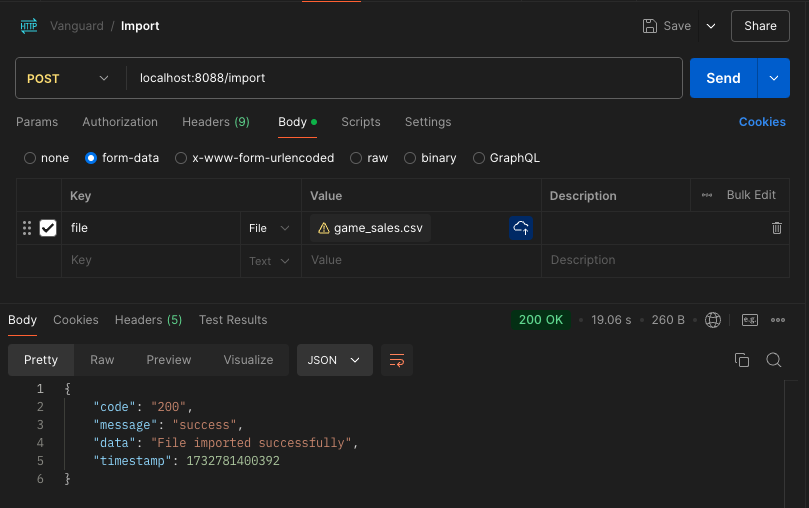 HTTP Vanguard / Import Save Share
POST localhost:8088/import Send
Params Authorization Headers (9) Body Scripts Settings Cookies
none form-data x-www-form-urlencoded raw binary GraphQL
Key Value Description Bulk Edit
file File game_sales.csv
Key Text Value Description
Body Cookies Headers (5) Test Results 200 OK 19.06 s 260 B e.g.
Pretty Raw Preview Visualize JSON
1 {
2 "code": "200",
3 "message": "success",
4 "data": "File imported successfully",
5 "timestamp": 1732781400392
6 }